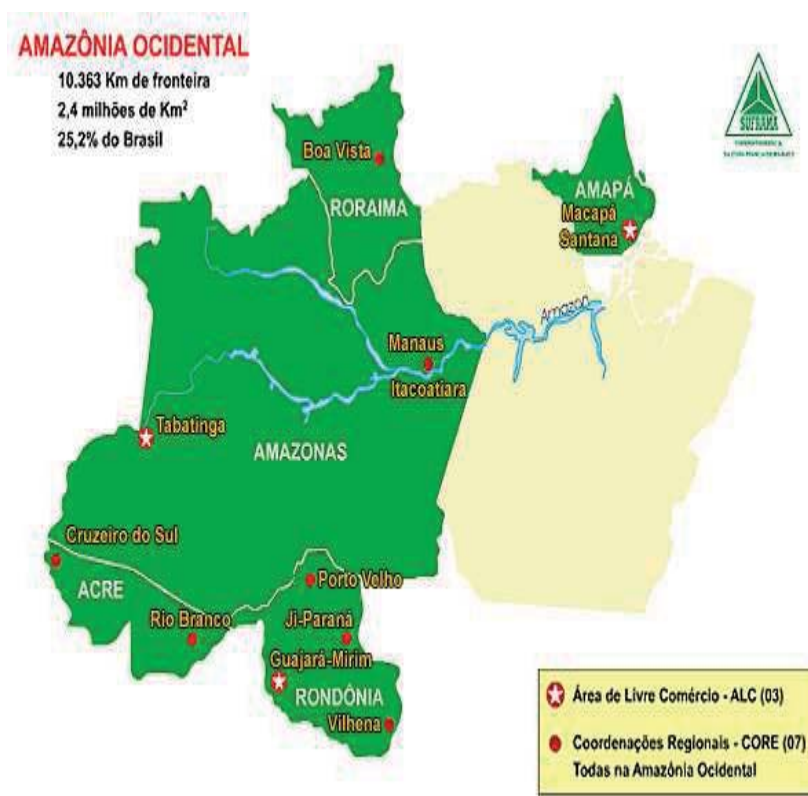 AMAZÔNIA OCIDENTAL
10.363 Km de fronteira
2,4 milhões de Km²
25,2% do Brasil
SUFRAMA
Boa Vista
RORAIMA
AMAPÁ
Macapá
Santana
Amazon
Manaus
Itacoatiara
Tabatinga
AMAZONAS
Cruzeiro do Sul
ACRE
Rio Branco
Porto Velho
Ji-Paraná
Guajará-Mirim
RONDÔNIA
Vilhena
Área de Livre Comércio - ALC (03)
Coordenações Regionais - CORE (07)
Todas na Amazônia Ocidental